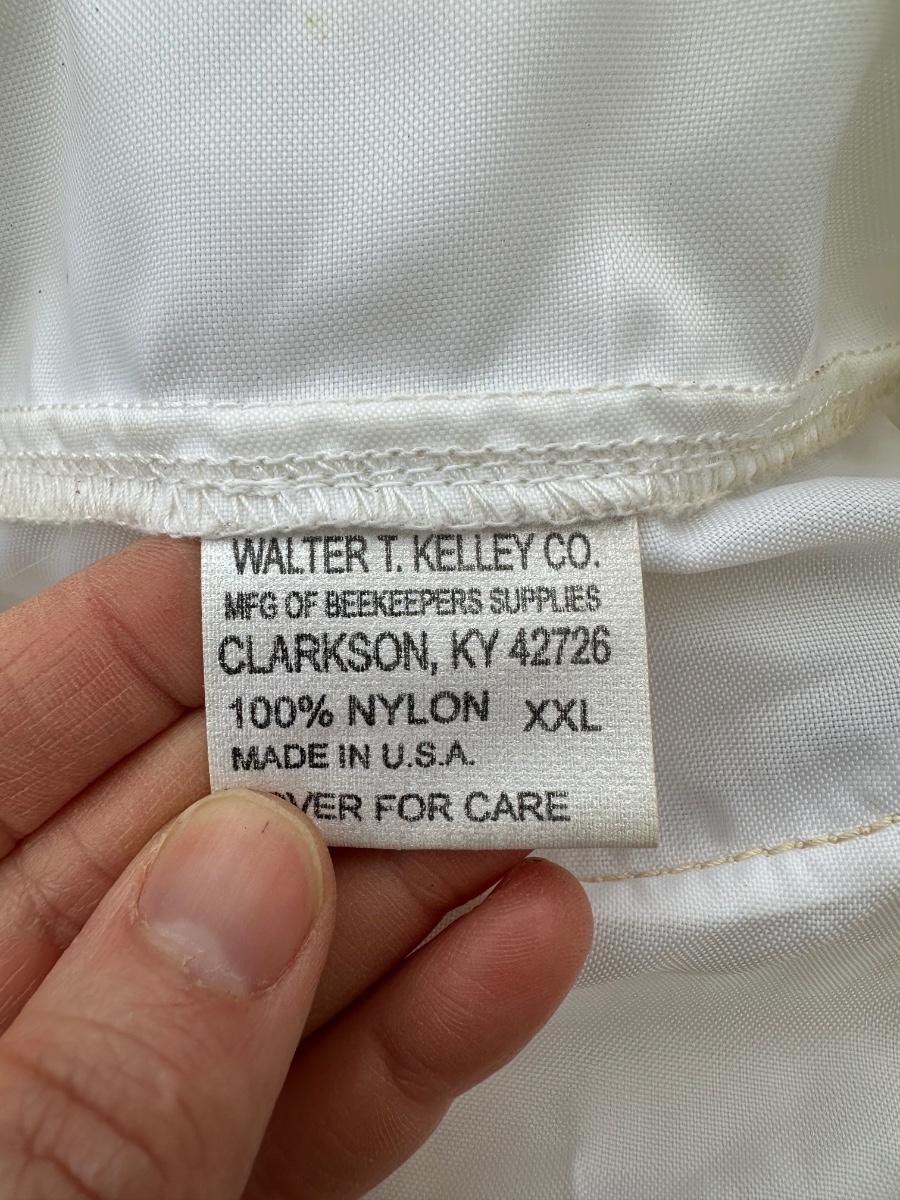 WALTER T. KELLEY CO.
MFG OF BEEKEEPERS SUPPLIES
CLARKSON, KY 42726
100% NYLON XXL
MADE IN U.S.A.
FOR CARE